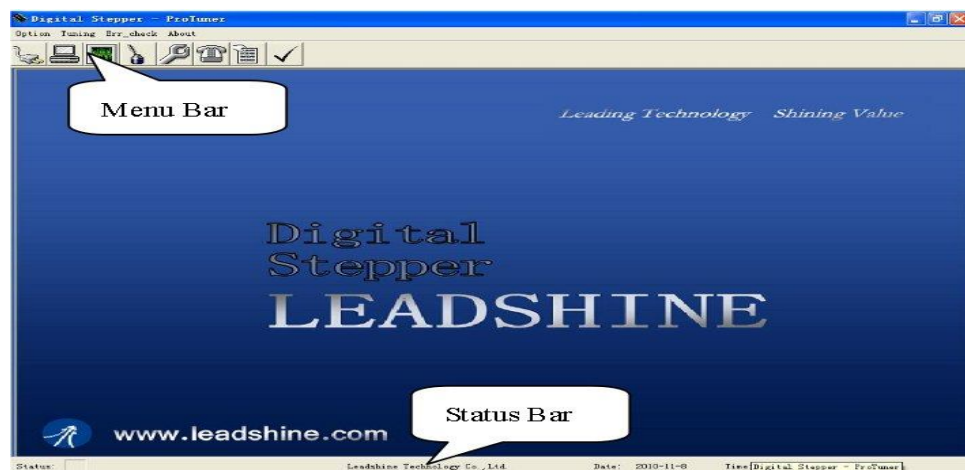 Digital Stepper - ProTuner
Option Tuning Err_check About
Menu Bar
Leading Technology Shining Value
Digital
Stepper
LEADSHINE
Status Bar
www.leadshine.com
Status: Leadshine Technology Co.,Ltd. Date: 2010-11-8 Time Digital Stepper - ProTuner